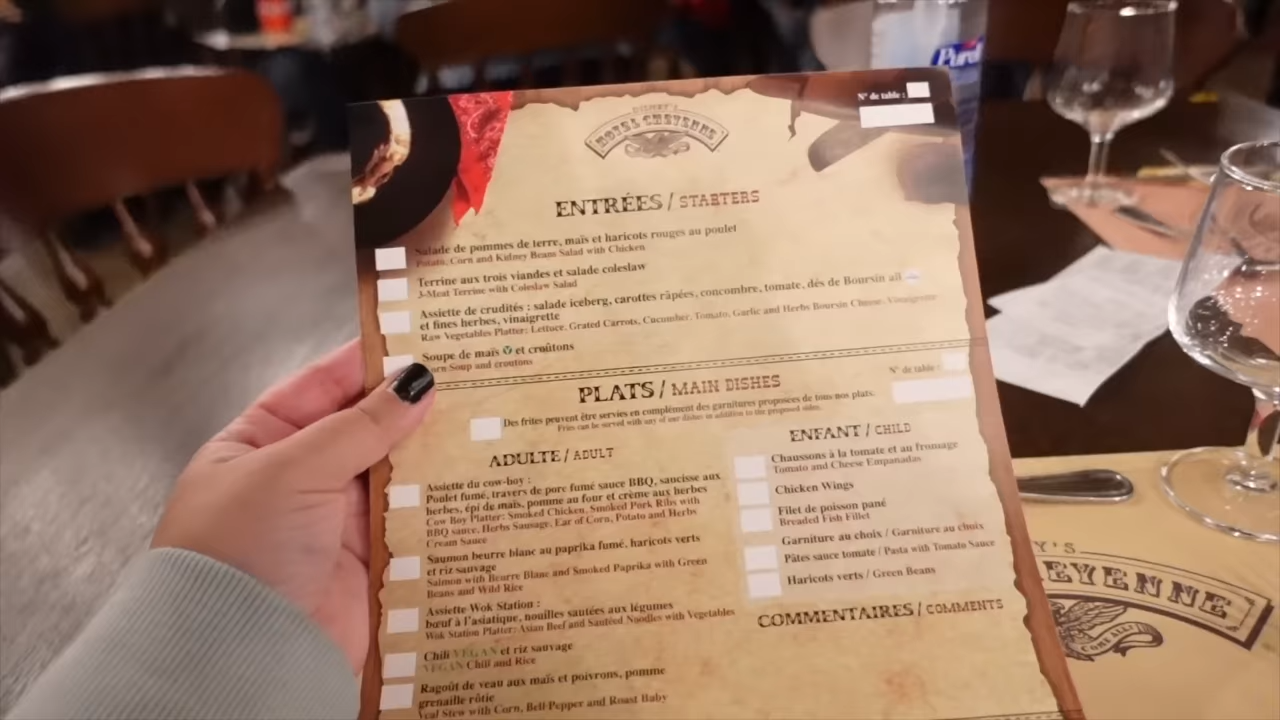 Purel
N° de table :
DISNEY'S
HOTEL CHEYENNE
ENTRÉES / STARTERS
Salade de pommes de terre, maïs et haricots rouges au poulet
Potato, Corn and Kidney Beans Salad with Chicken
Terrine aux trois viandes et salade coleslaw
3-Meat Terrine with Coleslaw Salad
Assiette de crudités : salade iceberg, carottes râpées, concombre, tomate, dés de Boursin ail
et fines herbes, vinaigrette
Raw Vegetables Platter: Lettuce, Grated Carrots, Cucumber, Tomato, Garlic and Herbs Boursin Cheese, Vinaigrette
Soupe de maïs et croûtons
Corn Soup and croutons
N° de table :
PLATS / MAIN DISHES
Des frites peuvent être servies en complément des garnitures proposées de tous nos plats.
Fries can be served with any of our dishes in addition to the proposed sides.
ADULTE / ADULT
Assiette du cow-boy :
Poulet fumé, travers de porc fumé sauce BBQ, saucisse aux
herbes, épi de maïs, pomme au four et crème aux herbes
Cow Boy Platter: Smoked Chicken, Smoked Pork Ribs with
BBQ sauce, Herbs Sausage, Ear of Corn, Potato and Herbs
Cream Sauce
Saumon beurre blanc au paprika fumé, haricots verts
et riz sauvage
Salmon with Beurre Blanc and Smoked Paprika with Green
Beans and Wild Rice
Assiette Wok Station :
bœuf à l'asiatique, nouilles sautées aux légumes
Wok Station Platter: Asian Beef and Sautéed Noodles with Vegetables
Chili VEGAN et riz sauvage
VEGAN Chili and Rice
Ragoût de veau aux maïs et poivrons, pomme
grenaille rôtie
Veal Stew with Corn, Bell Pepper and Roast Baby
ENFANT / CHILD
Chaussons à la tomate et au fromage
Tomato and Cheese Empanadas
Chicken Wings
Filet de poisson pané
Breaded Fish Fillet
Garniture au choix / Garniture au choix
Pâtes sauce tomate / Pasta with Tomato Sauce
Haricots verts / Green Beans
COMMENTAIRES / COMMENTS
Y'S
EYENNE
COME ALL!